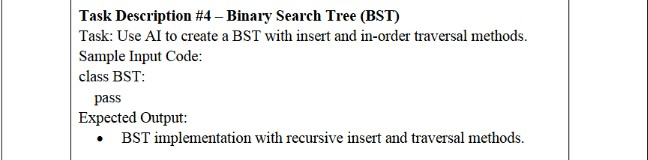 Task Description #4 – Binary Search Tree (BST)
Task: Use AI to create a BST with insert and in-order traversal methods.
Sample Input Code:
class BST:
pass
Expected Output:
• BST implementation with recursive insert and traversal methods.